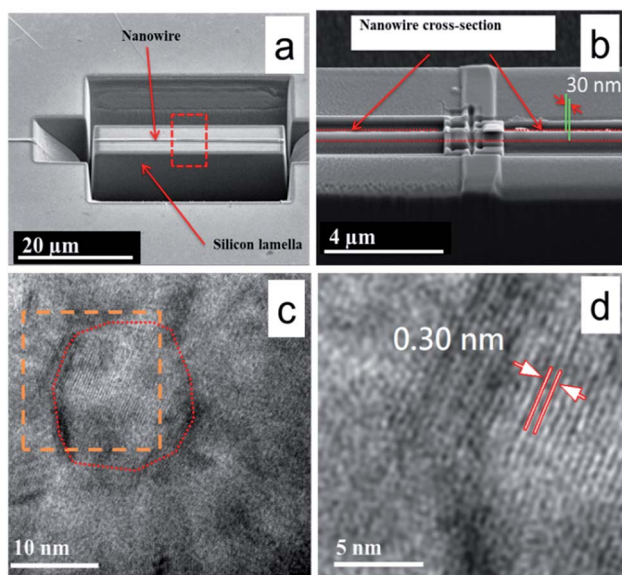 a
Nanowire
Silicon lamella
20 µm
b
Nanowire cross-section
30 nm
4 µm
c
10 nm
d
0.30 nm
5 nm